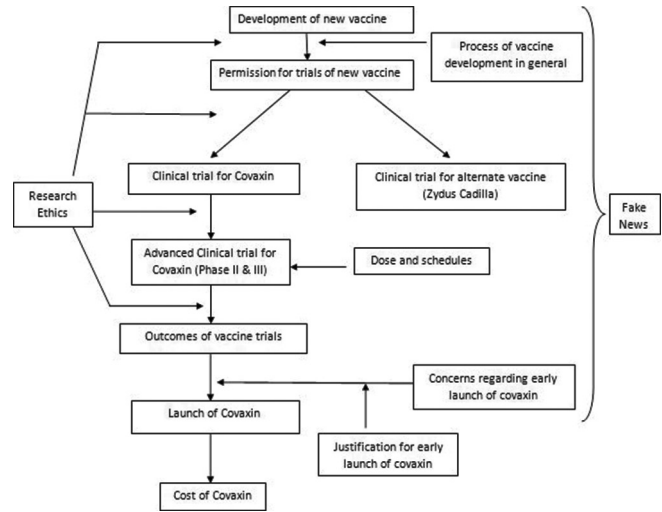 Development of new vaccine
Process of vaccine
development in general
Permission for trials of new vaccine
Clinical trial for Covaxin
Clinical trial for alternate vaccine
(Zydus Cadilla)
Research
Ethics
Fake
News
Advanced Clinical trial for
Covaxin (Phase II & III)
Dose and schedules
Outcomes of vaccine trials
Concerns regarding early
launch of covaxin
Launch of Covaxin
Justification for early
launch of covaxin
Cost of Covaxin